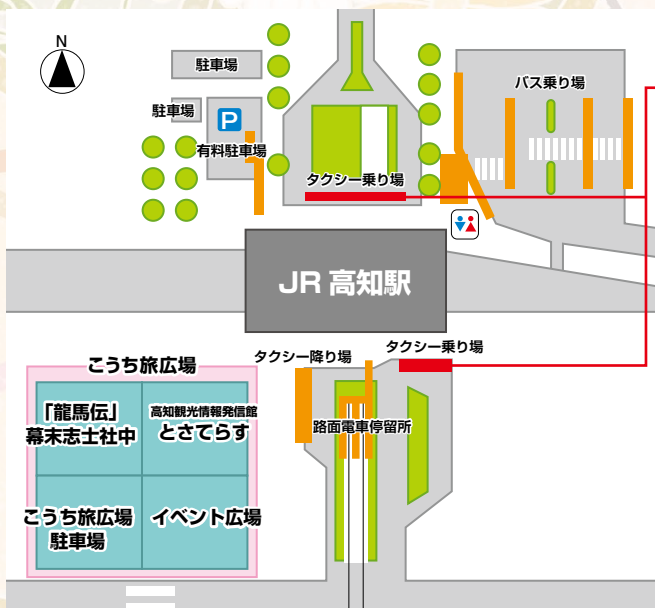 N
駐車場
バス乗り場
駐車場
P
有料駐車場
タクシー乗り場
JR 高知駅
タクシー乗り場
タクシー降り場
こうち旅広場
「龍馬伝」
幕末志士社中
高知観光情報発信館
とさてらす
路面電車停留所
こうち旅広場
駐車場
イベント広場